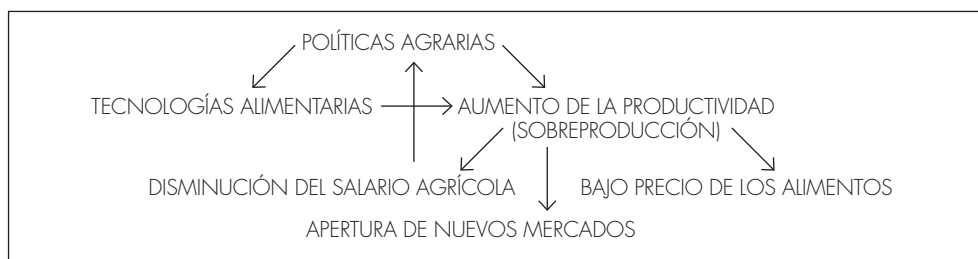 POLÍTICAS AGRARIAS
TECNOLOGÍAS ALIMENTARIAS
AUMENTO DE LA PRODUCTIVIDAD
(SOBREPRODUCCIÓN)
DISMINUCIÓN DEL SALARIO AGRÍCOLA
BAJO PRECIO DE LOS ALIMENTOS
APERTURA DE NUEVOS MERCADOS